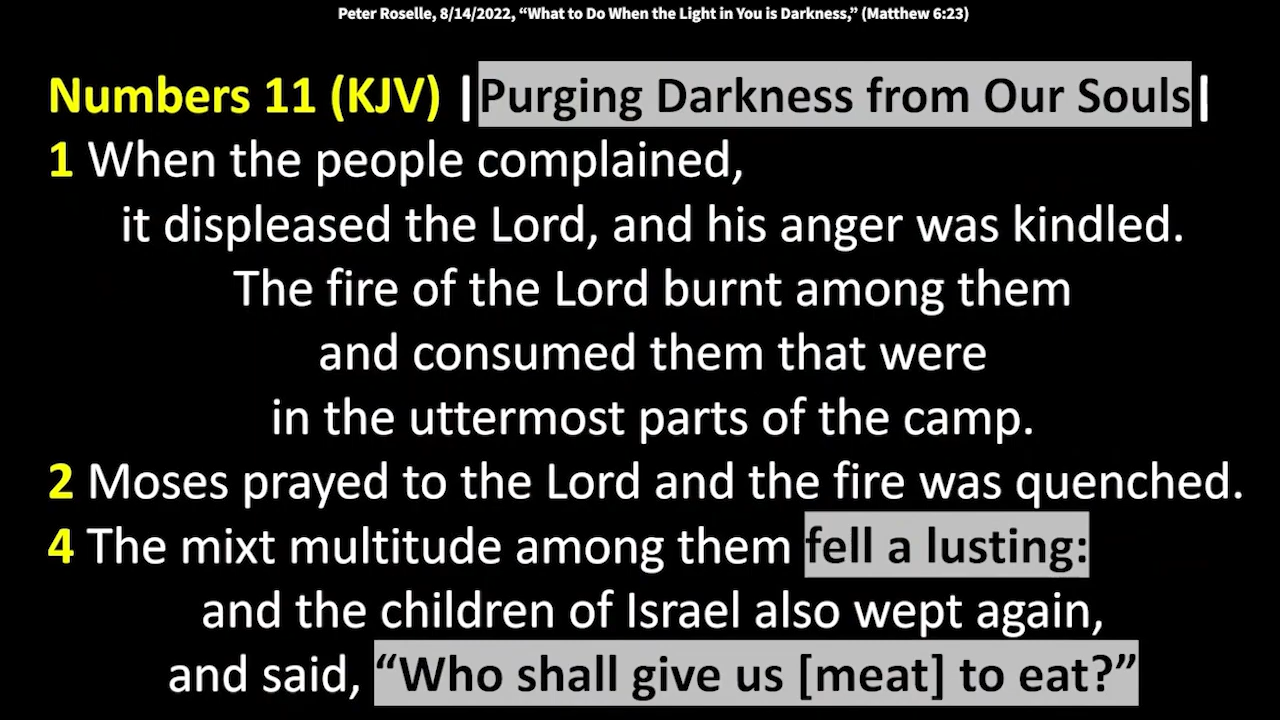 Peter Roselle, 8/14/2022, “What to Do When the Light in You is Darkness,” (Matthew 6:23)
Numbers 11 (KJV) |Purging Darkness from Our Souls|
1 When the people complained,
it displeased the Lord, and his anger was kindled.
The fire of the Lord burnt among them
and consumed them that were
in the uttermost parts of the camp.
2 Moses prayed to the Lord and the fire was quenched.
4 The mixt multitude among them fell a lusting:
and the children of Israel also wept again,
and said, “Who shall give us [meat] to eat?”